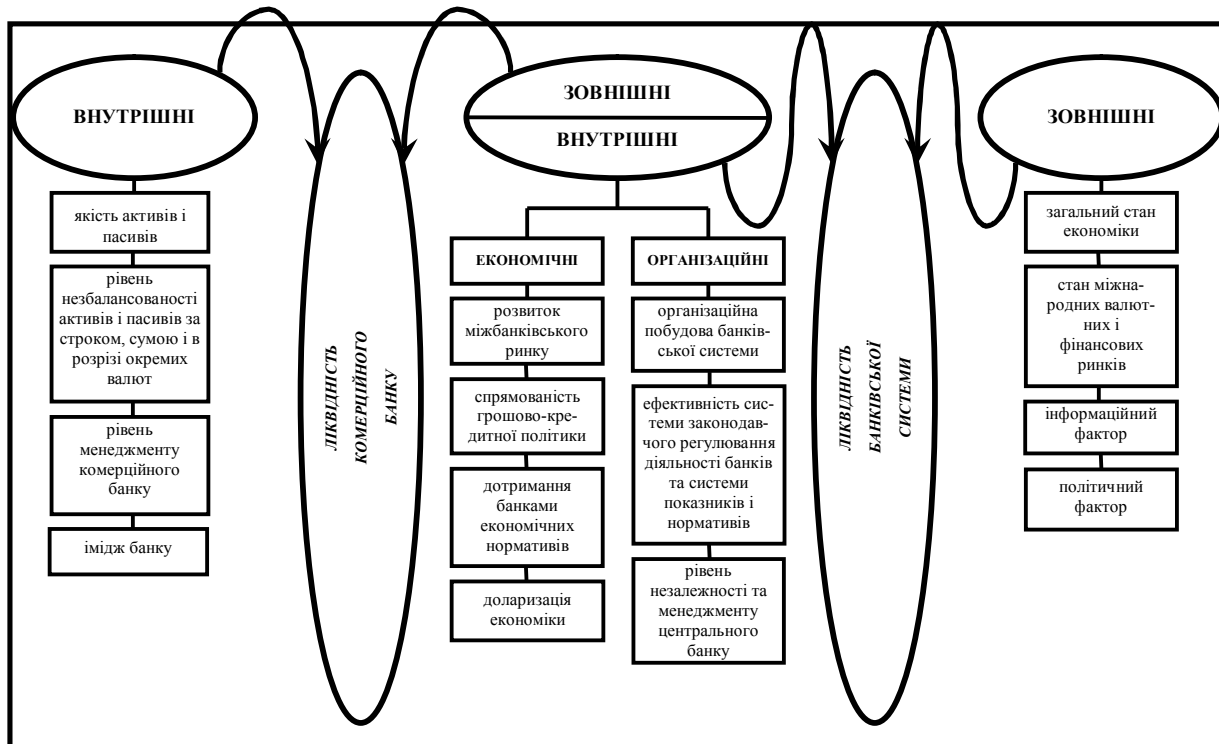 ВНУТРІШНІ
якість активів і
пасивів
рівень
незбалансованості
активів і пасивів за
строком, сумою і в
розрізі окремих
валют
рівень
менеджменту
комерційного
банку
імідж банку
ЛІКВІДНІСТЬ
КОМЕРЦІЙНОГО
БАНКУ
ЗОВНІШНІ
ВНУТРІШНІ
ЕКОНОМІЧНІ
розвиток
міжбанківського
ринку
спрямованість
грошово-кре-
дитної політики
дотримання
банками
економічних
нормативів
доларизація
економіки
ОРГАНІЗАЦІЙНІ
організаційна
побудова банків-
ської системи
ефективність сис-
теми законодав-
чого регулювання
діяльності банків
та системи
показників і
нормативів
рівень
незалежності та
менеджменту
центрального
банку
ЛІКВІДНІСТЬ
БАНКІВСЬКОЇ
СИСТЕМИ
ЗОВНІШНІ
загальний стан
економіки
стан міжна-
родних валют-
них і
фінансових
ринків
інформаційний
фактор
політичний
фактор